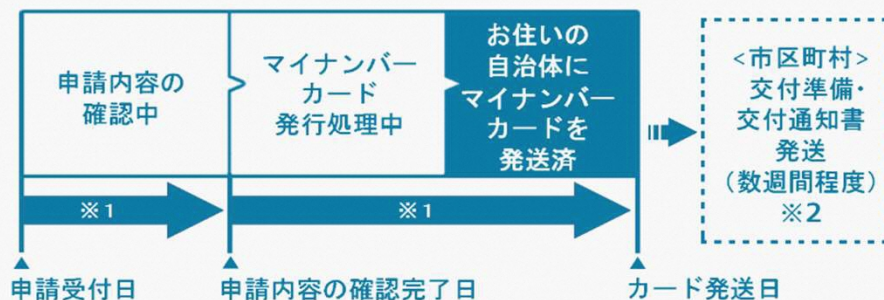 申請内容の
確認中
マイナンバー
カード
発行処理中
お住いの
自治体に
マイナンバー
カードを
発送済
<市区町村>
交付準備・
交付通知書
発送
(数週間程度)
※2
※1
※1
申請受付日
申請内容の確認完了日
カード発送日